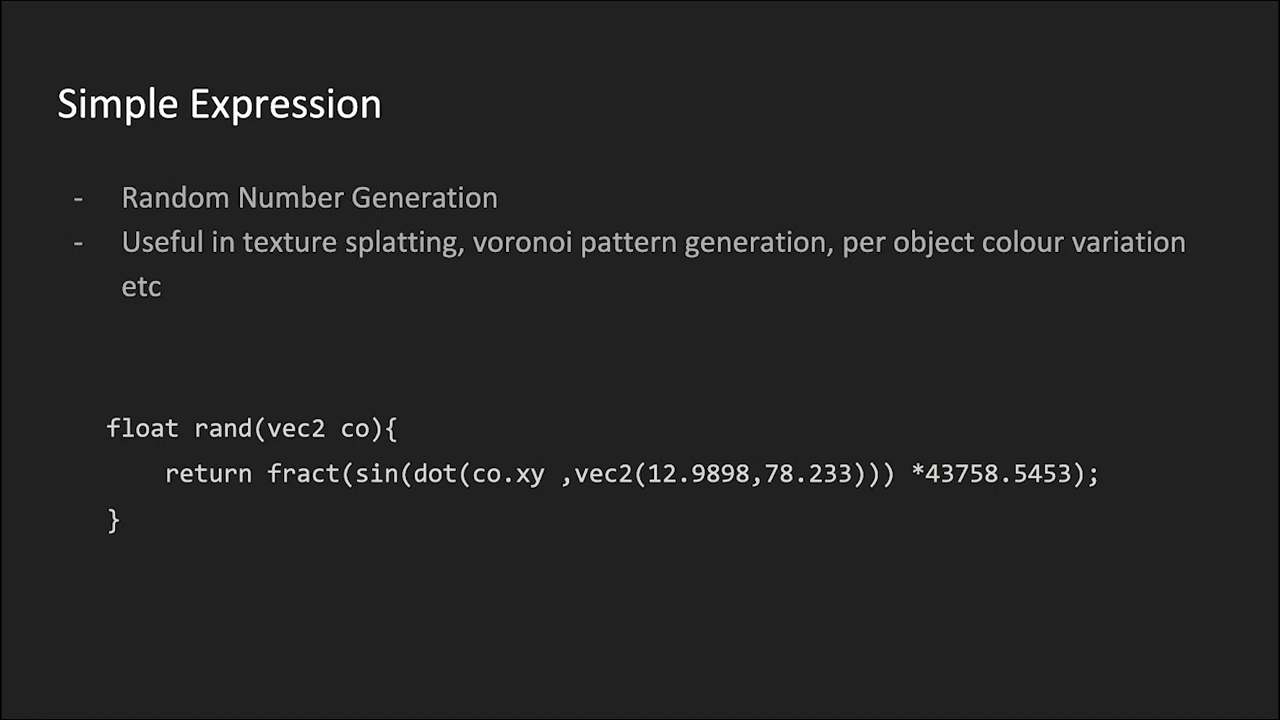 Simple Expression
- Random Number Generation
- Useful in texture splatting, voronoi pattern generation, per object colour variation
etc
float rand(vec2 co){
    return fract(sin(dot(co.xy ,vec2(12.9898,78.233))) *43758.5453);
}